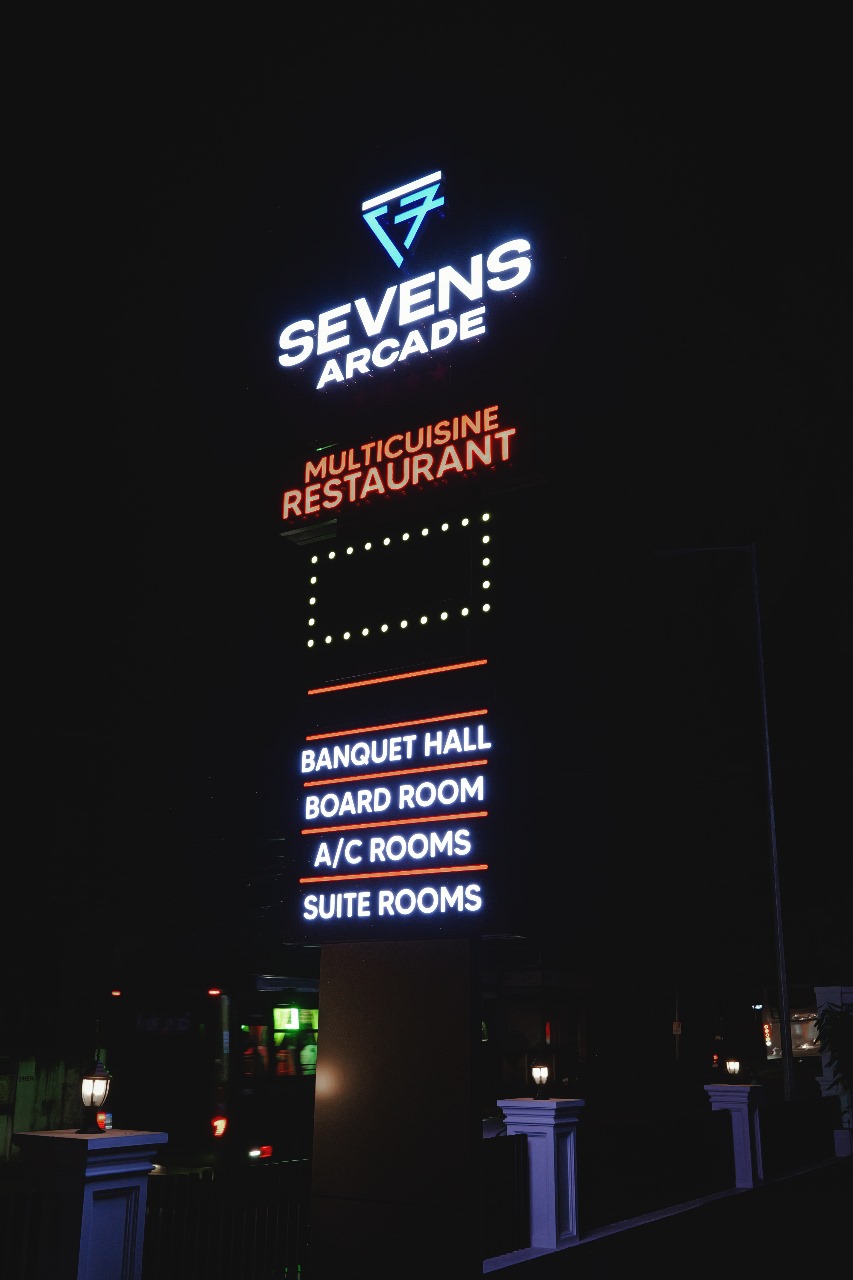 SEVENS
ARCADE
MULTICUISINE
RESTAURANT
BANQUET HALL
BOARD ROOM
A/C ROOMS
SUITE ROOMS